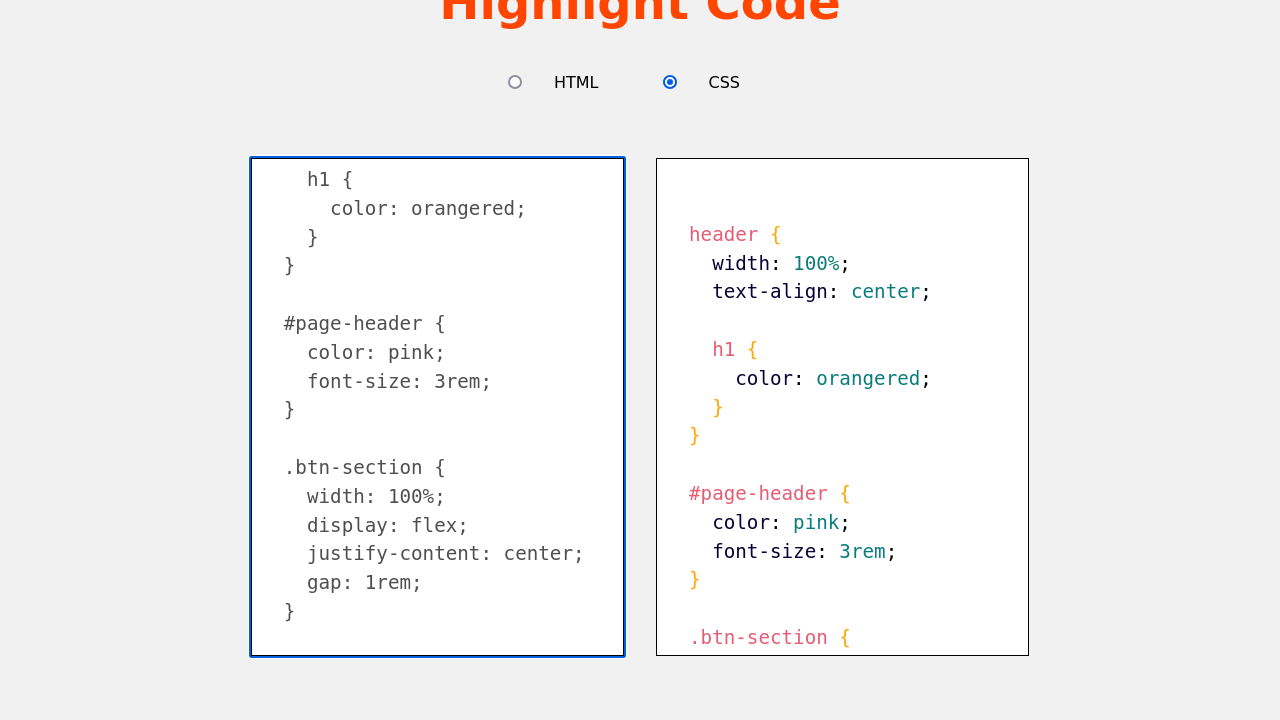 Highlight Code
HTML
CSS
  h1 {
    color: orangered;
  }
}
#page-header {
  color: pink;
  font-size: 3rem;
}
.btn-section {
  width: 100%;
  display: flex;
  justify-content: center;
  gap: 1rem;
}
header {
  width: 100%;
  text-align: center;
  h1 {
    color: orangered;
  }
}
#page-header {
  color: pink;
  font-size: 3rem;
}
.btn-section {